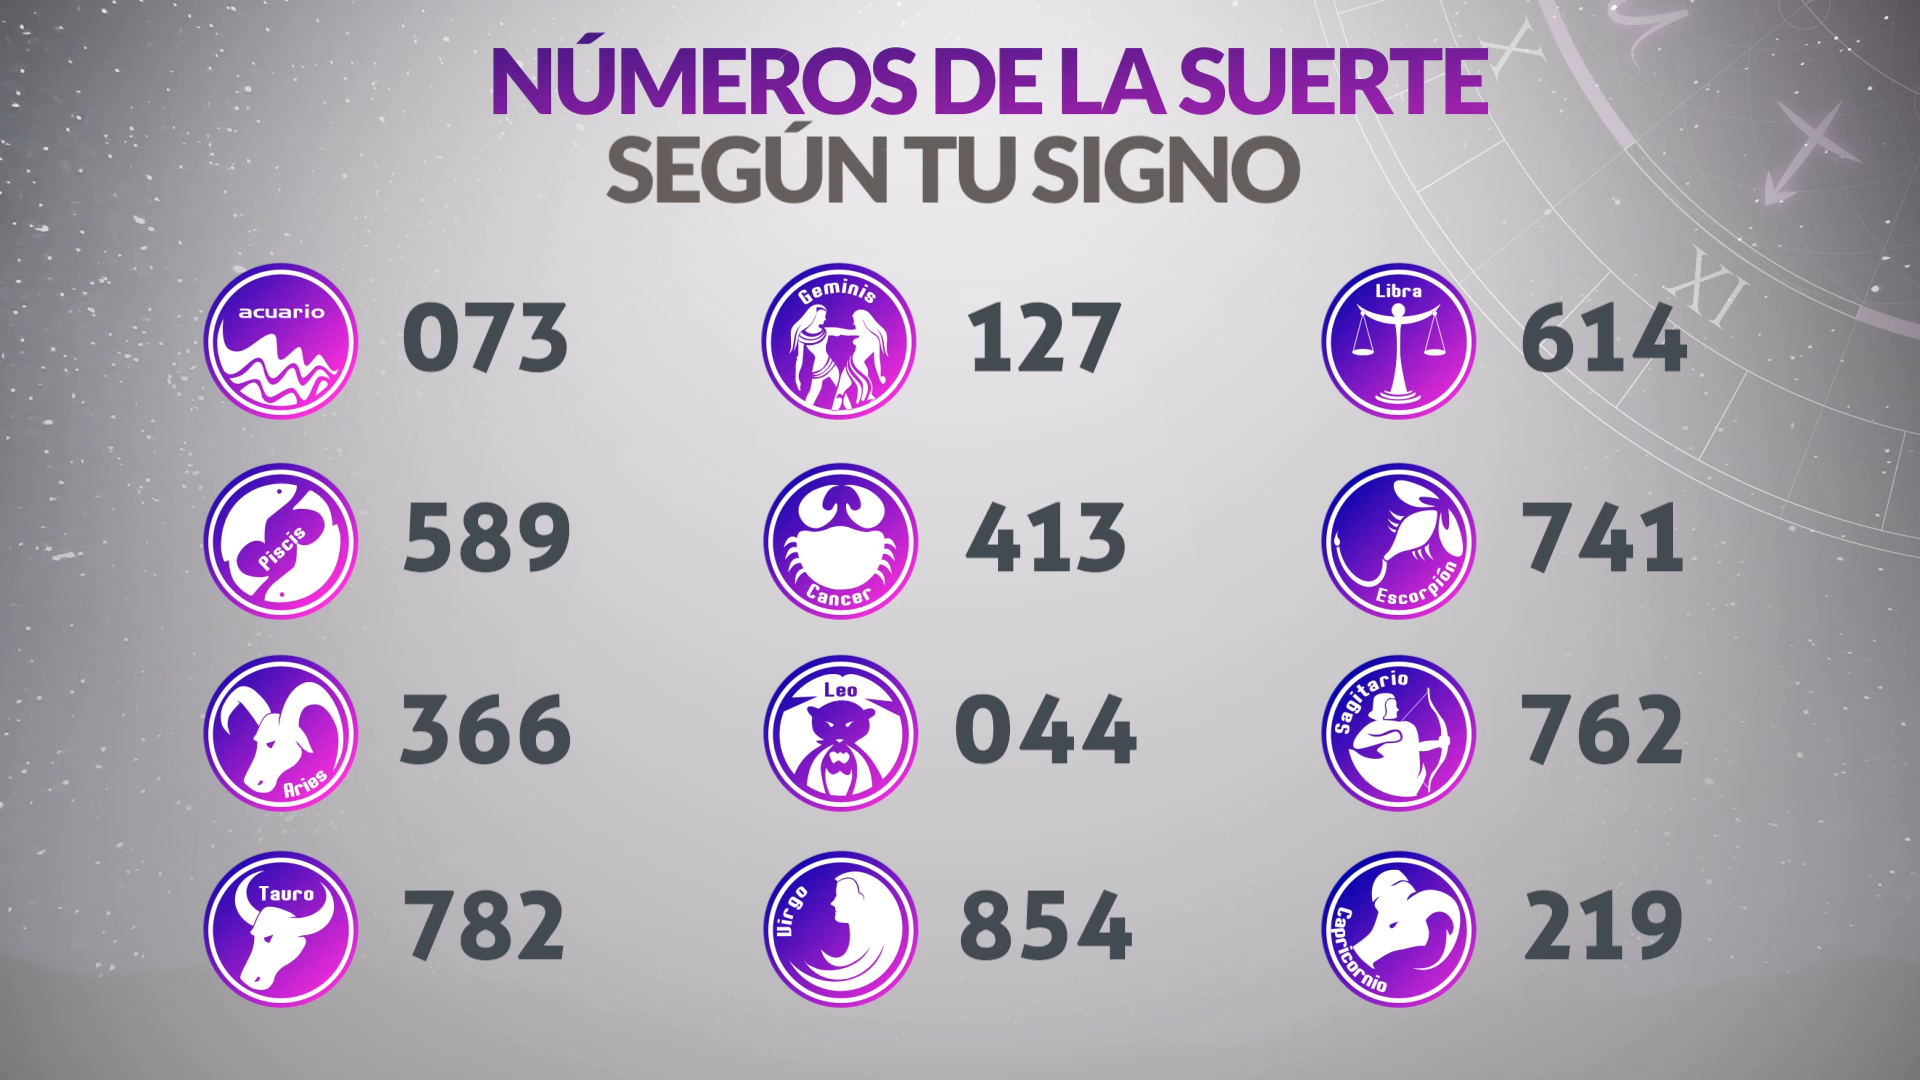 NÚMEROS DE LA SUERTE
SEGÚN TU SIGNO
acuario 073
Geminis 127
Libra 614
Piscis 589
Cancer 413
Escorpión 741
Aries 366
Leo 044
Sagitario 762
Tauro 782
Virgo 854
Capricornio 219
X
XI